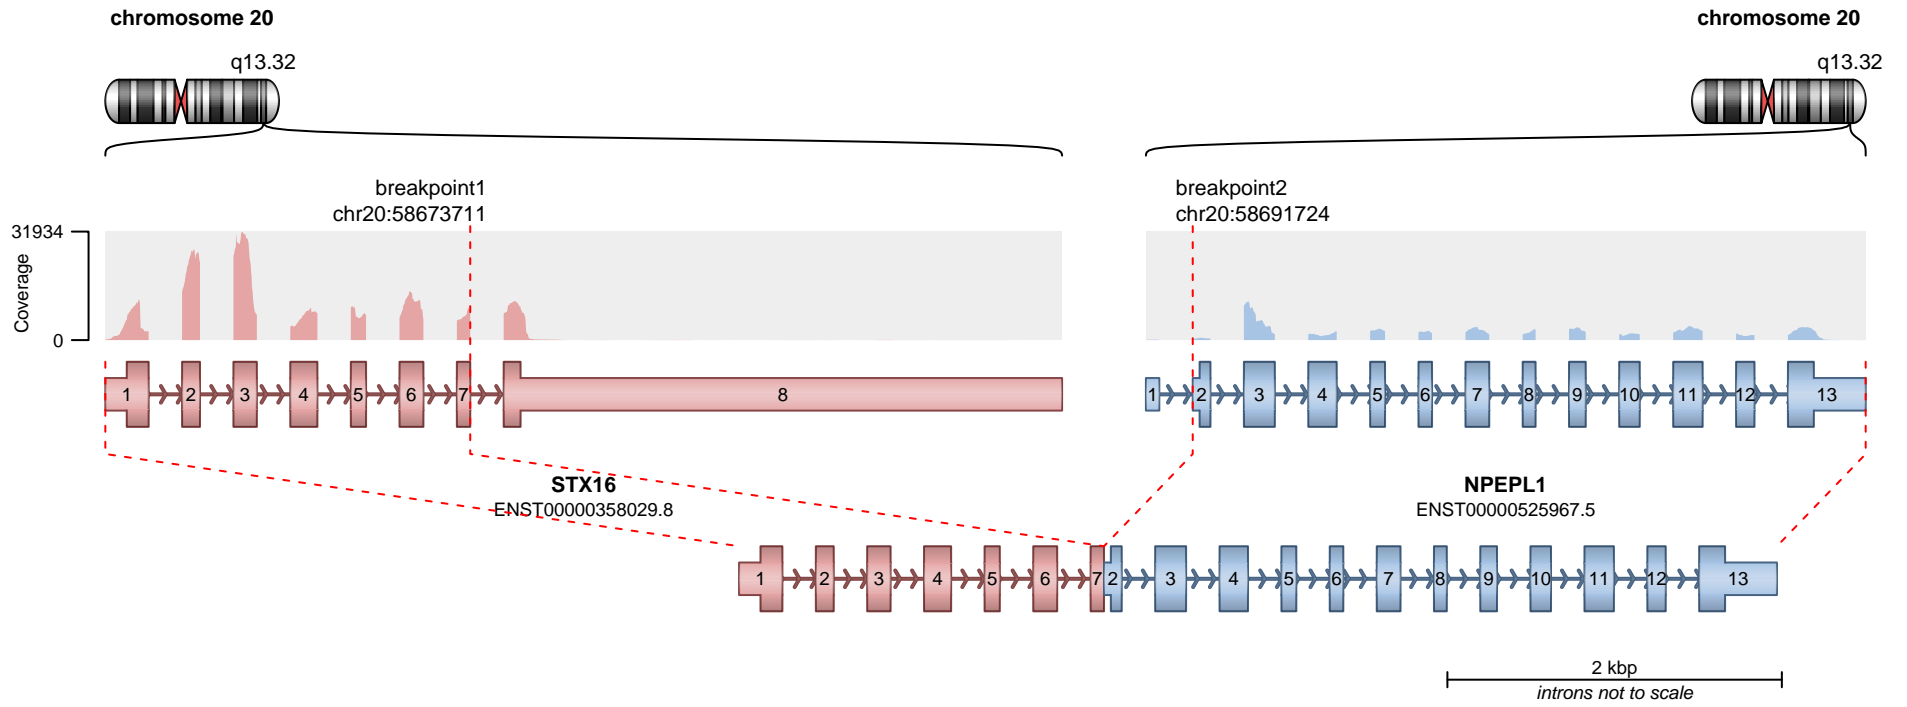 chromosome 20
chromosome 20
q13.32
q13.32
breakpoint1
chr20:58673711
breakpoint2
chr20:58691724
31934
Coverage
0
1 2 3 4 5 6 7 8
1 2 3 4 5 6 7 8 9 10 11 12 13
STX16
ENST00000358029.8
NPEPL1
ENST00000525967.5
1 2 3 4 5 6 7 2 3 4 5 6 7 8 9 10 11 12 13
2 kbp
introns not to scale